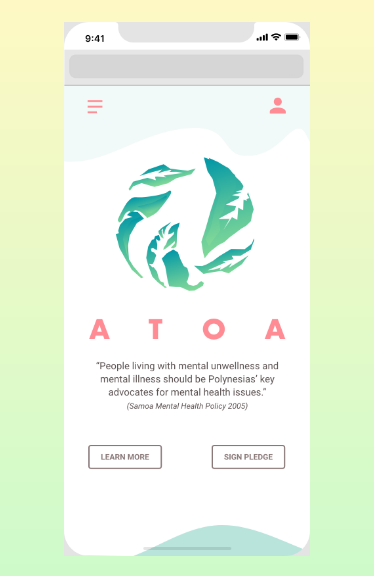 9:41
ATOA
“People living with mental unwellness and
mental illness should be Polynesias’ key
advocates for mental health issues.”
(Samoa Mental Health Policy 2005)
LEARN MORE
SIGN PLEDGE